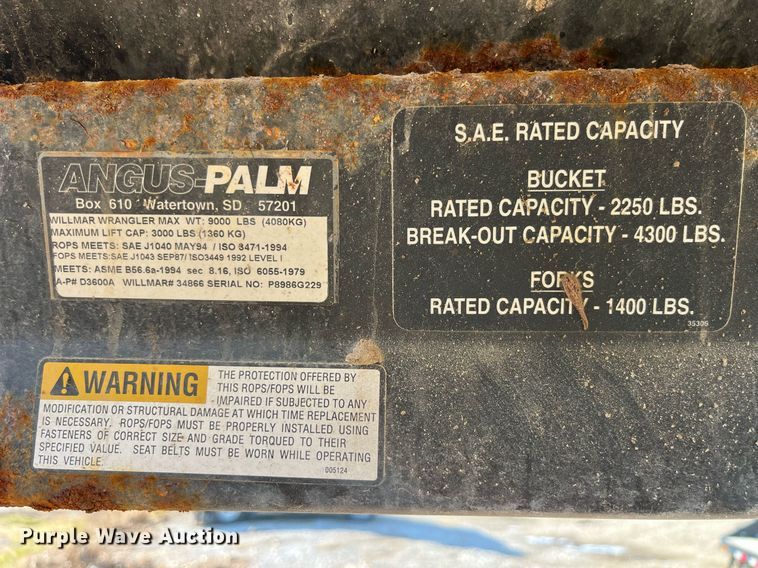 ANGUS-PALM
Box 610 Watertown, SD 57201
WILLMAR WRANGLER MAX WT: 9000 LBS (4080KG)
MAXIMUM LIFT CAP: 3000 LBS (1360 KG)
ROPS MEETS: SAE J1040 MAY94 / ISO 3471-1994
FOPS MEETS: SAE J1043 SEP87/ ISO3449 1992 LEVEL I
MEETS: ASME B56.6a-1994 sec 8.16, ISO 6055-1979
A-P# D3600A WILLMAR# 34866 SERIAL NO: P8986G229
S.A.E. RATED CAPACITY
BUCKET
RATED CAPACITY - 2250 LBS.
BREAK-OUT CAPACITY - 4300 LBS.
FORKS
RATED CAPACITY - 1400 LBS.
35306
WARNING
THE PROTECTION OFFERED BY
THIS ROPS/FOPS WILL BE
IMPAIRED IF SUBJECTED TO ANY
MODIFICATION OR STRUCTURAL DAMAGE AT WHICH TIME REPLACEMENT
IS NECESSARY. ROPS/FOPS MUST BE PROPERLY INSTALLED USING
FASTENERS OF CORRECT SIZE AND GRADE TORQUED TO THEIR
SPECIFIED VALUE. SEAT BELTS MUST BE WORN WHILE OPERATING
THIS VEHICLE.
005124
Purple Wave Auction